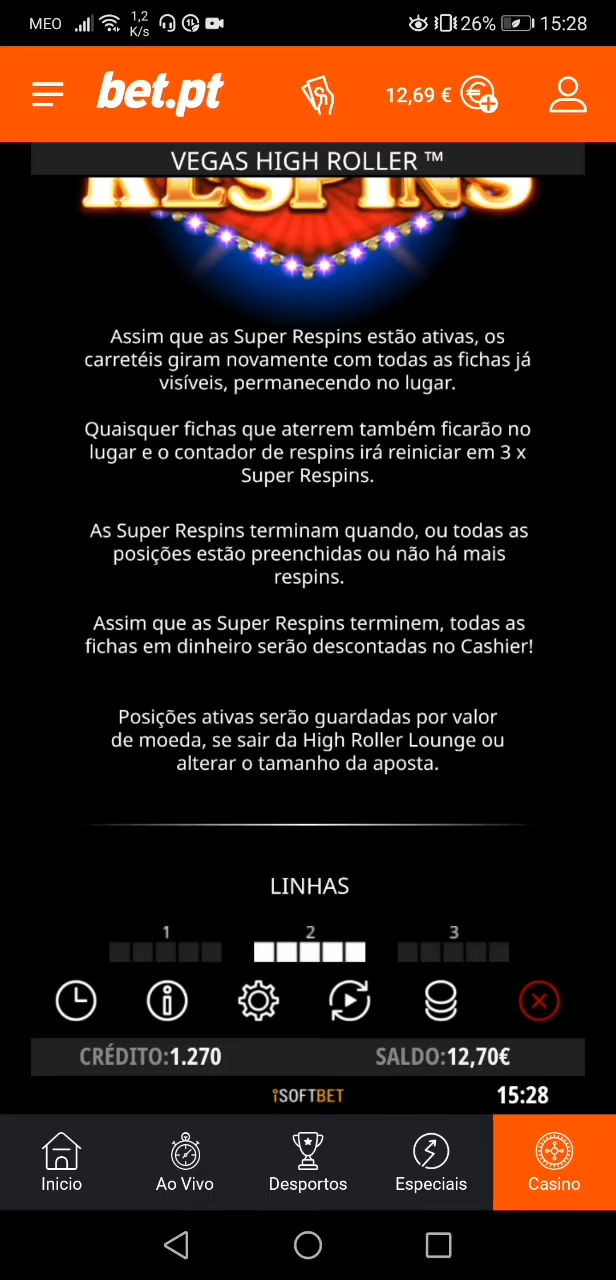 MEO 1,2 K/s 26% 15:28
bet.pt 12,69 €
VEGAS HIGH ROLLER ™
RESPINS
Assim que as Super Respins estão ativas, os
carretéis giram novamente com todas as fichas já
visíveis, permanecendo no lugar.
Quaisquer fichas que aterrem também ficarão no
lugar e o contador de respins irá reiniciar em 3 x
Super Respins.
As Super Respins terminam quando, ou todas as
posições estão preenchidas ou não há mais
respins.
Assim que as Super Respins terminem, todas as
fichas em dinheiro serão descontadas no Cashier!
Posições ativas serão guardadas por valor
de moeda, se sair da High Roller Lounge ou
alterar o tamanho da aposta.
LINHAS
1 2 3
CRÉDITO:1.270 SALDO:12,70€
iSOFTBET 15:28
Inicio Ao Vivo Desportos Especiais Casino